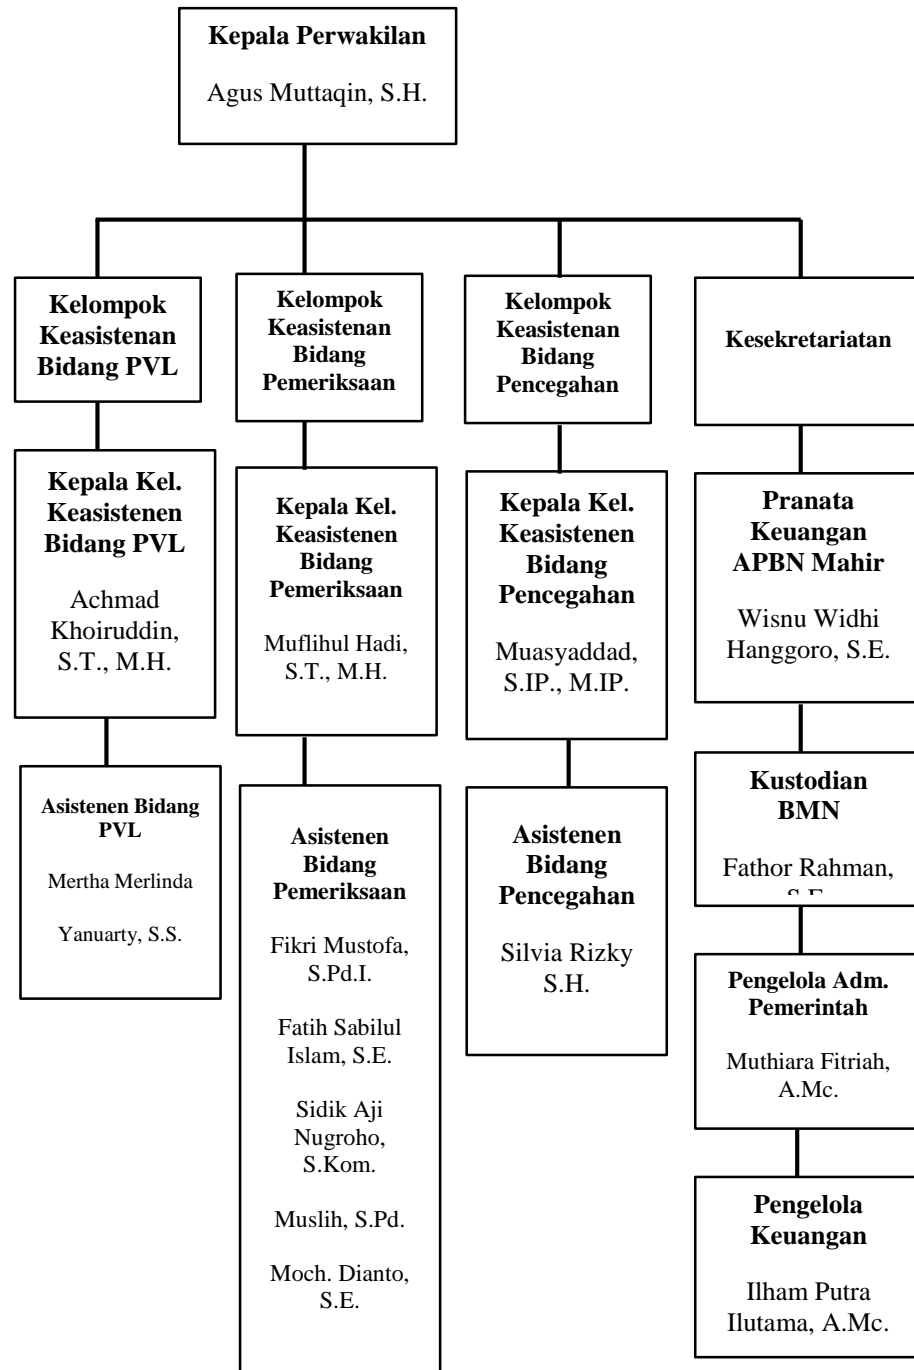 Kepala Perwakilan
Agus Muttaqin, S.H.
Kelompok
Keasistenan
Bidang PVL
Kelompok
Keasistenan
Bidang
Pemeriksaan
Kelompok
Keasistenan
Bidang
Pencegahan
Kesekretariatan
Kepala Kel.
Keasistenen
Bidang PVL
Achmad
Khoiruddin,
S.T., M.H.
Kepala Kel.
Keasistenen
Bidang
Pemeriksaan
Muflihul Hadi,
S.T., M.H.
Kepala Kel.
Keasistenen
Bidang
Pencegahan
Muasyaddad,
S.IP., M.IP.
Pranata
Keuangan
APBN Mahir
Wisnu Widhi
Hanggoro, S.E.
Asistenen Bidang
PVL
Mertha Merlinda
Yanuarty, S.S.
Asistenen
Bidang
Pemeriksaan
Fikri Mustofa,
S.Pd.I.
Fatih Sabilul
Islam, S.E.
Sidik Aji
Nugroho,
S.Kom.
Muslih, S.Pd.
Moch. Dianto,
S.E.
Asistenen
Bidang
Pencegahan
Silvia Rizky
S.H.
Kustodian
BMN
Fathor Rahman,
Pengelola Adm.
Pemerintah
Muthiara Fitriah,
A.Mc.
Pengelola
Keuangan
Ilham Putra
Ilutama, A.Mc.